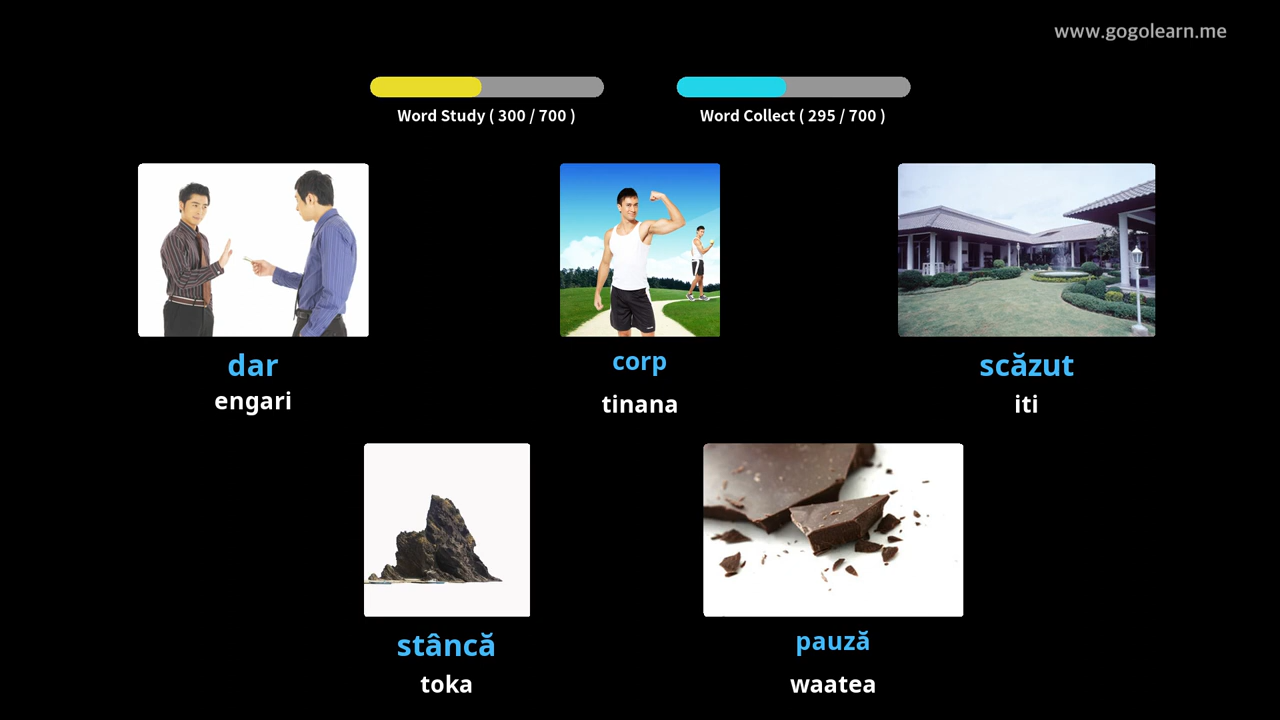 www.gogolearn.me
Word Study ( 300 / 700 )
Word Collect ( 295 / 700 )
dar
engari
corp
tinana
scăzut
iti
stâncă
toka
pauză
waatea